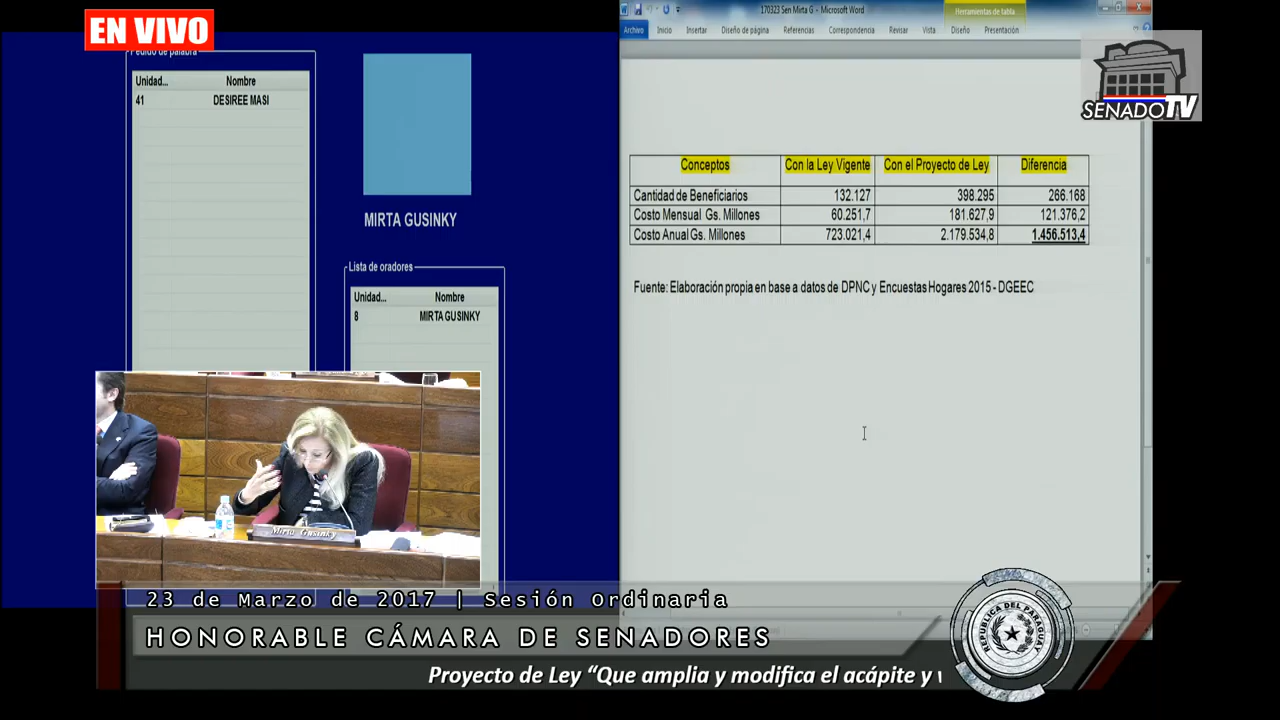 EN VIVO
Pedido de palabra
Unidad... Nombre
41 DESIREE MASI
MIRTA GUSINKY
Lista de oradores
Unidad... Nombre
8 MIRTA GUSINKY
170323 Sen Mirta G - Microsoft Word
Herramientas de tabla
Archivo Inicio Insertar Diseño de página Referencias Correspondencia Revisar Vista Diseño Presentación
SENADO TV
Conceptos Con la Ley Vigente Con el Proyecto de Ley Diferencia
Cantidad de Beneficiarios 132.127 398.295 266.168
Costo Mensual Gs. Millones 60.251,7 181.627,9 121.376,2
Costo Anual Gs. Millones 723.021,4 2.179.534,8 1.456.513,4
Fuente: Elaboración propia en base a datos de DPNC y Encuestas Hogares 2015 - DGEEC
Mirta Gusinky
23 de Marzo de 2017 | Sesión Ordinaria
HONORABLE CÁMARA DE SENADORES
REPUBLICA DEL PARAGUAY
Proyecto de Ley “Que amplia y modifica el acápite y